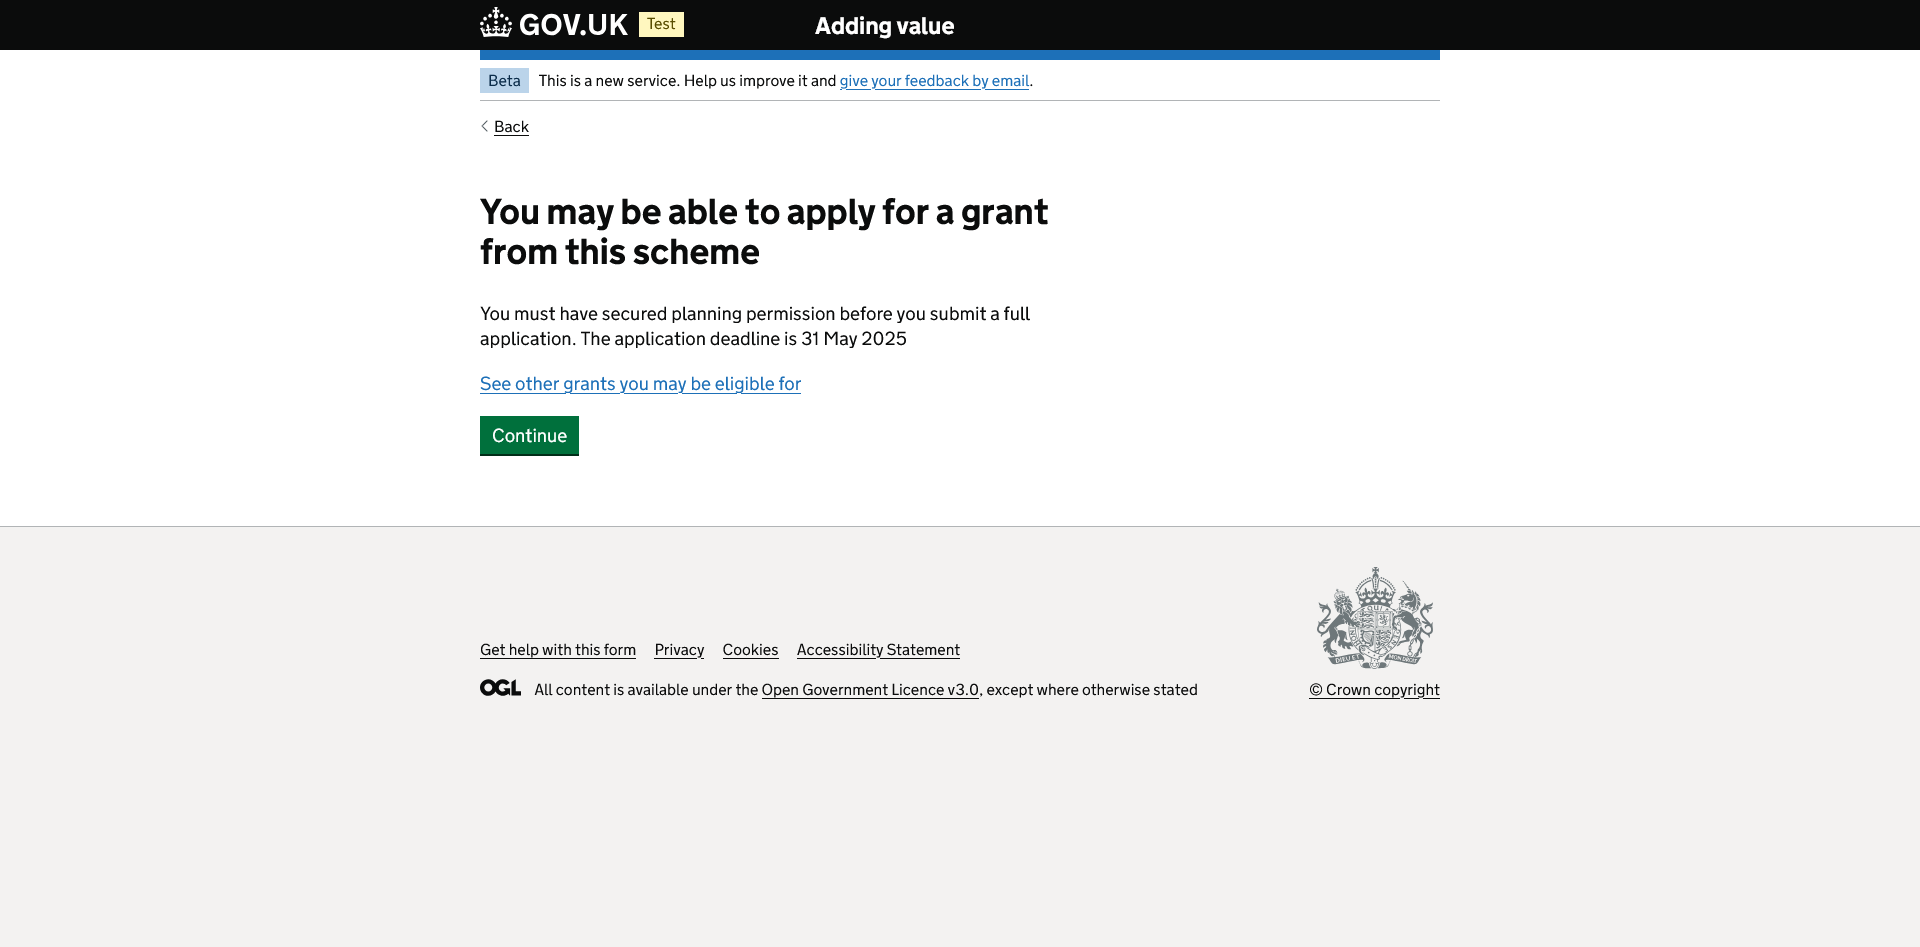 GOV.UK Test Adding value
Beta This is a new service. Help us improve it and give your feedback by email.
Back
You may be able to apply for a grant
from this scheme
You must have secured planning permission before you submit a full
application. The application deadline is 31 May 2025
See other grants you may be eligible for
Continue
Get help with this form Privacy Cookies Accessibility Statement
OGL All content is available under the Open Government Licence v3.0, except where otherwise stated
© Crown copyright